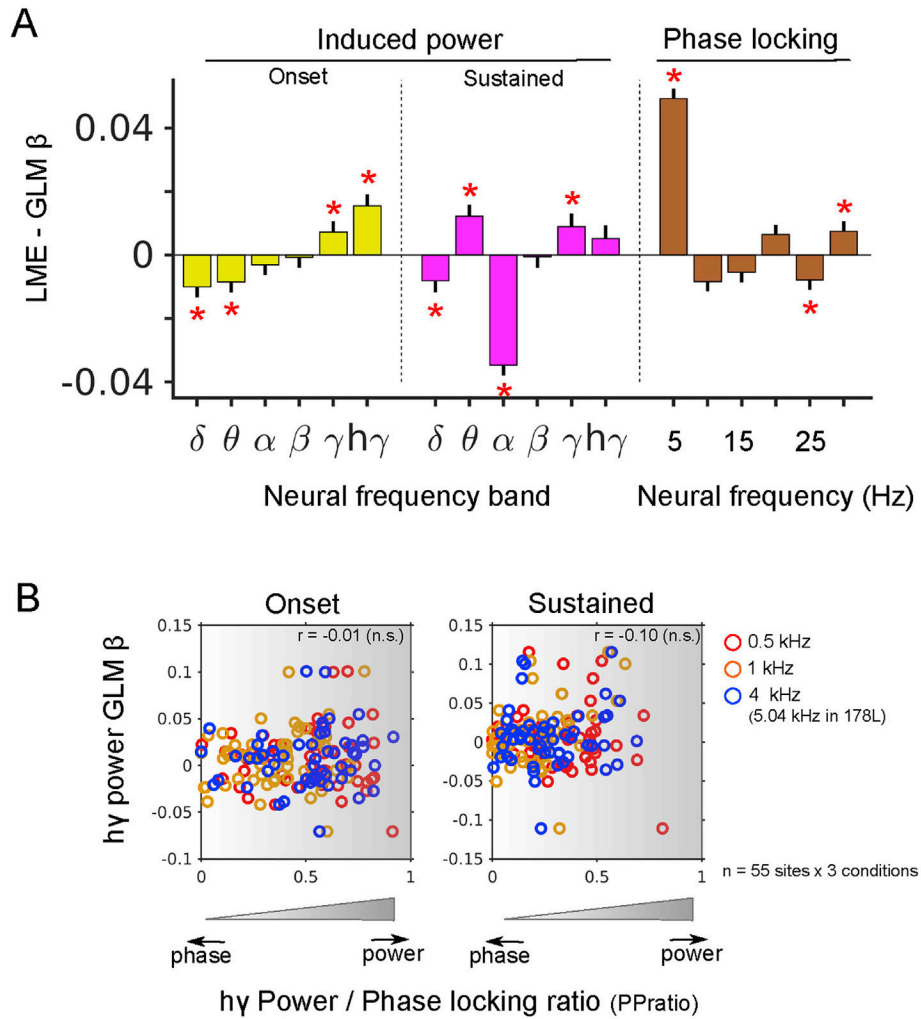 A
Induced power Phase locking
Onset Sustained
LME - GLM β
0.04
0
-0.04
* * * * * * * * * * *
δ θ α β γ hγ δ θ α β γ hγ 5 15 25
Neural frequency band Neural frequency (Hz)
B
Onset Sustained
hγ power GLM β
0.15
0.1
0.05
0
-0.05
-0.1
r = -0.01 (n.s.)
0 0.5 1
0.15
0.1
0.05
0
-0.05
-0.1
-0.15
r = -0.10 (n.s.)
0 0.5 1
0.5 kHz
1 kHz
4 kHz
(5.04 kHz in 178L)
n = 55 sites x 3 conditions
phase power phase power
hγ Power / Phase locking ratio (PPratio)